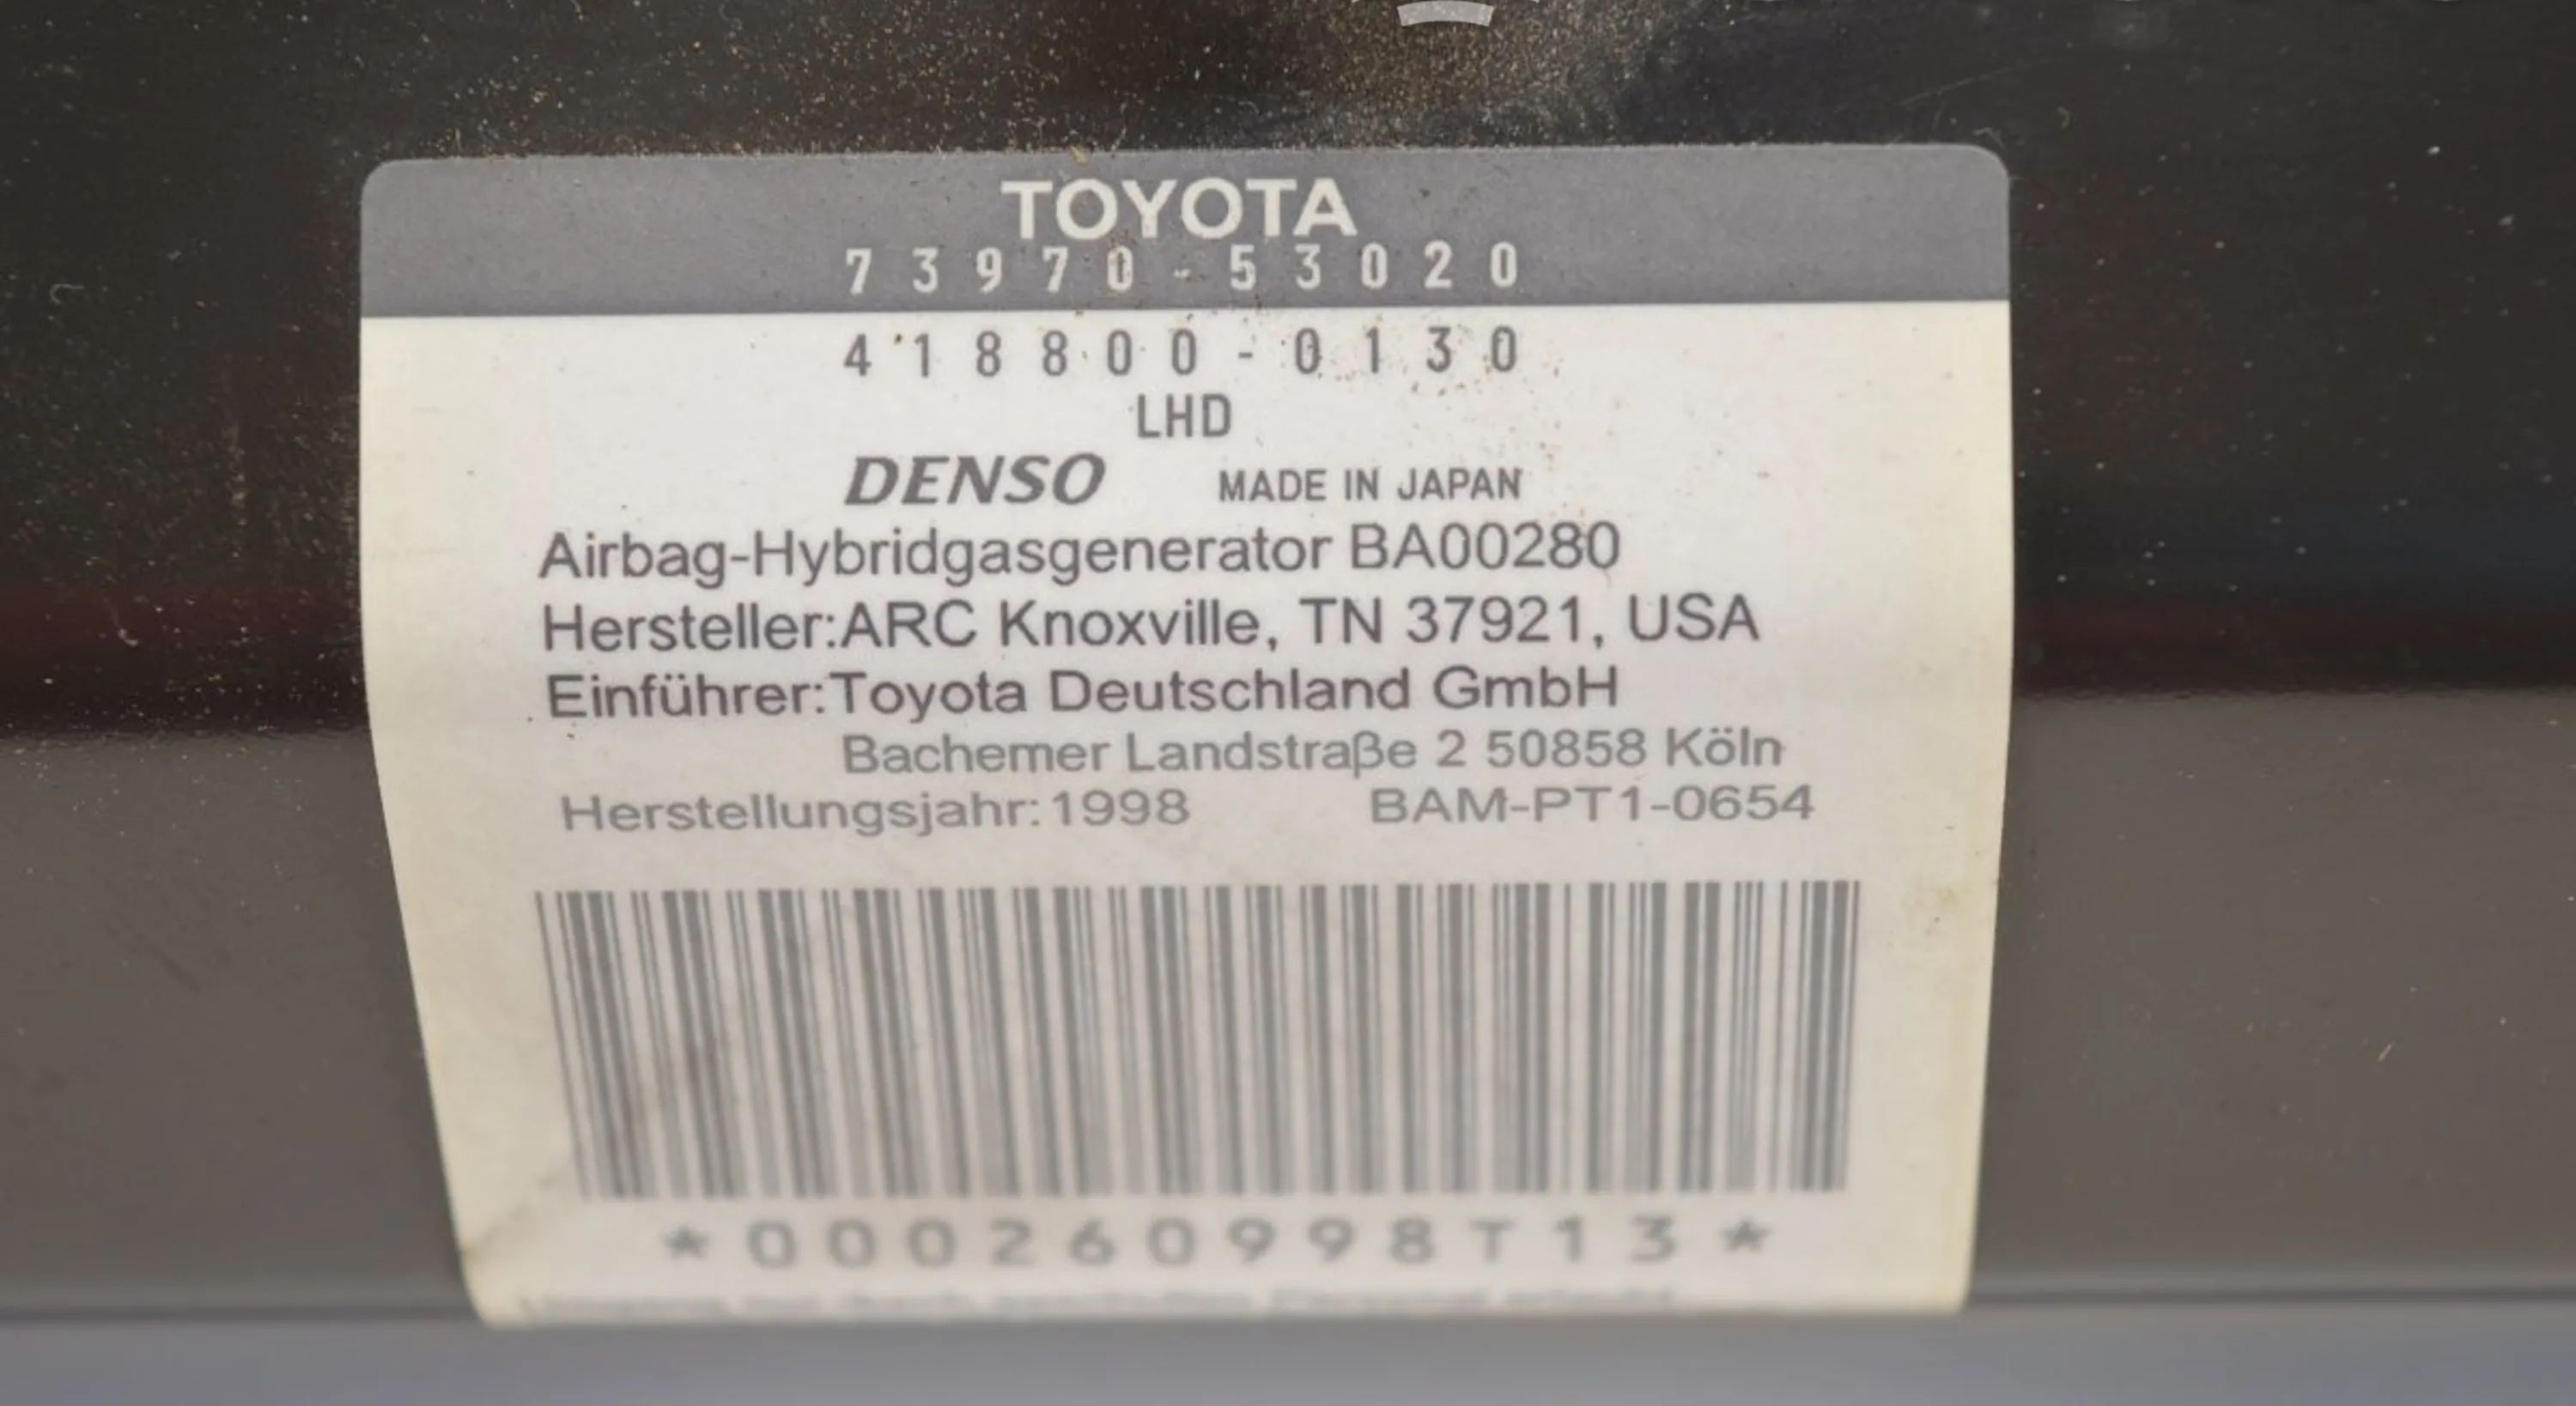 TOYOTA
73970-53020
418800-0130
LHD
DENSO MADE IN JAPAN
Airbag-Hybridgasgenerator BA00280
Hersteller:ARC Knoxville, TN 37921, USA
Einführer:Toyota Deutschland GmbH
Bachemer Landstraße 2 50858 Köln
Herstellungsjahr:1998 BAM-PT1-0654
*000260998T13*